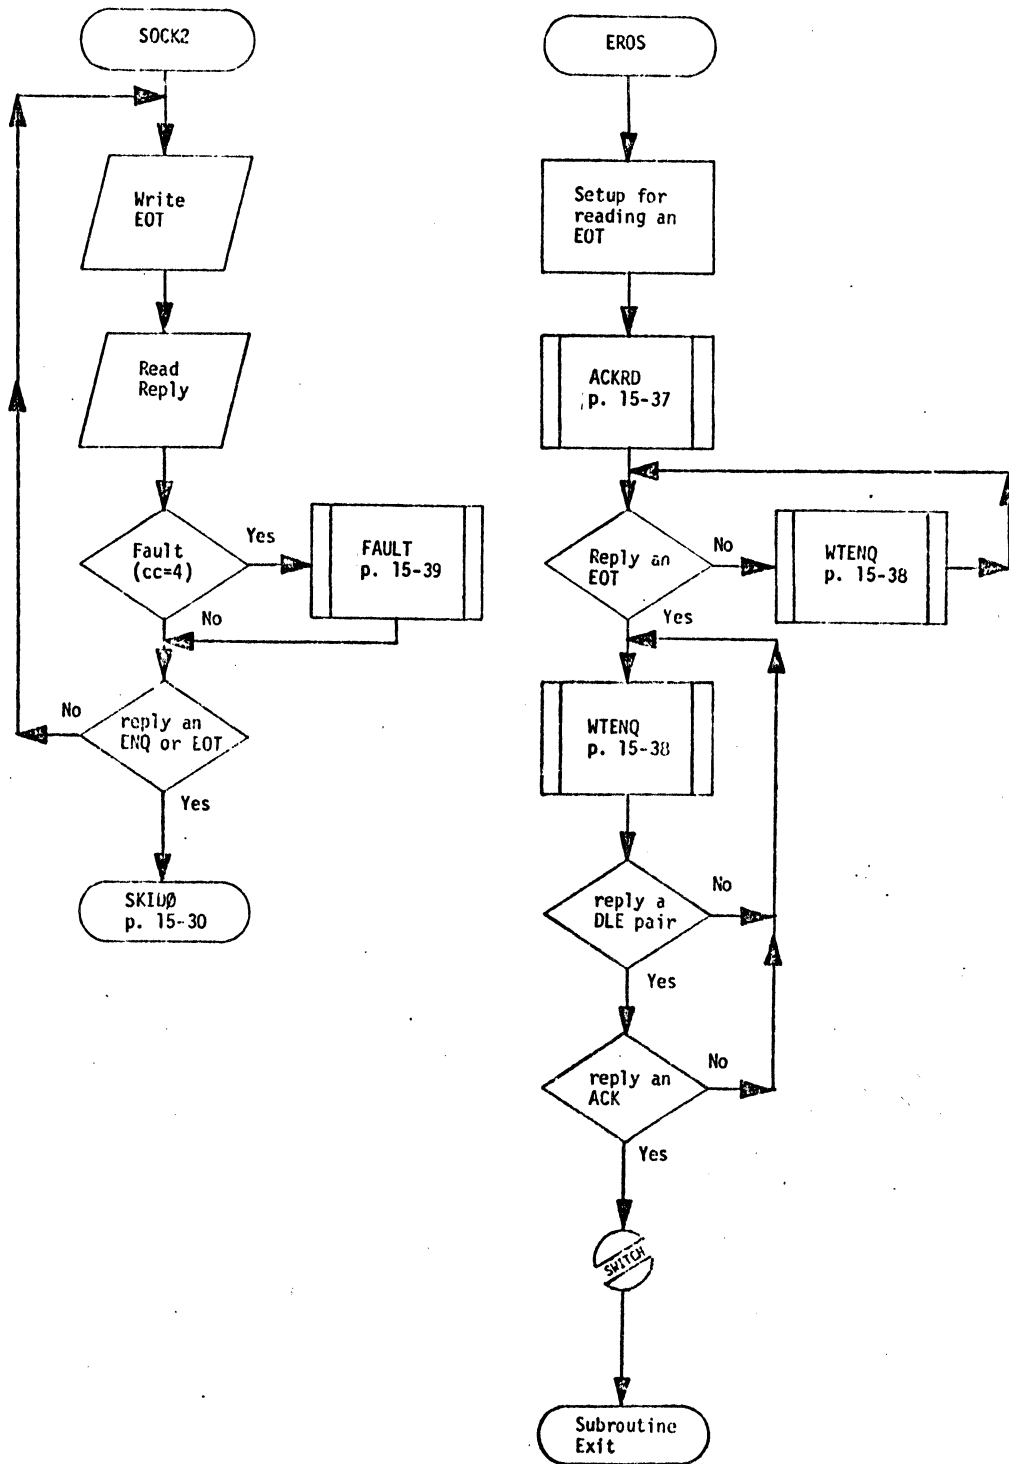 SOCK2
Write
EOT
Read
Reply
Fault
(cc=4)
Yes
FAULT
p. 15-39
No
reply an
ENQ or EOT
No
Yes
SKIDØ
p. 15-30
EROS
Setup for
reading an
EOT
ACKRD
p. 15-37
Reply an
EOT
No
WTENQ
p. 15-38
Yes
WTENQ
p. 15-38
reply a
DLE pair
No
Yes
reply an
ACK
No
Yes
SWITCH
Subroutine
Exit